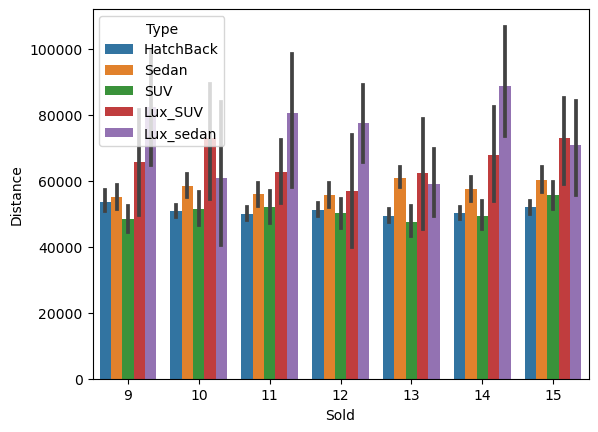 Type
HatchBack
Sedan
SUV
Lux_SUV
Lux_sedan
100000
80000
60000
40000
20000
0
Distance
9 10 11 12 13 14 15
Sold